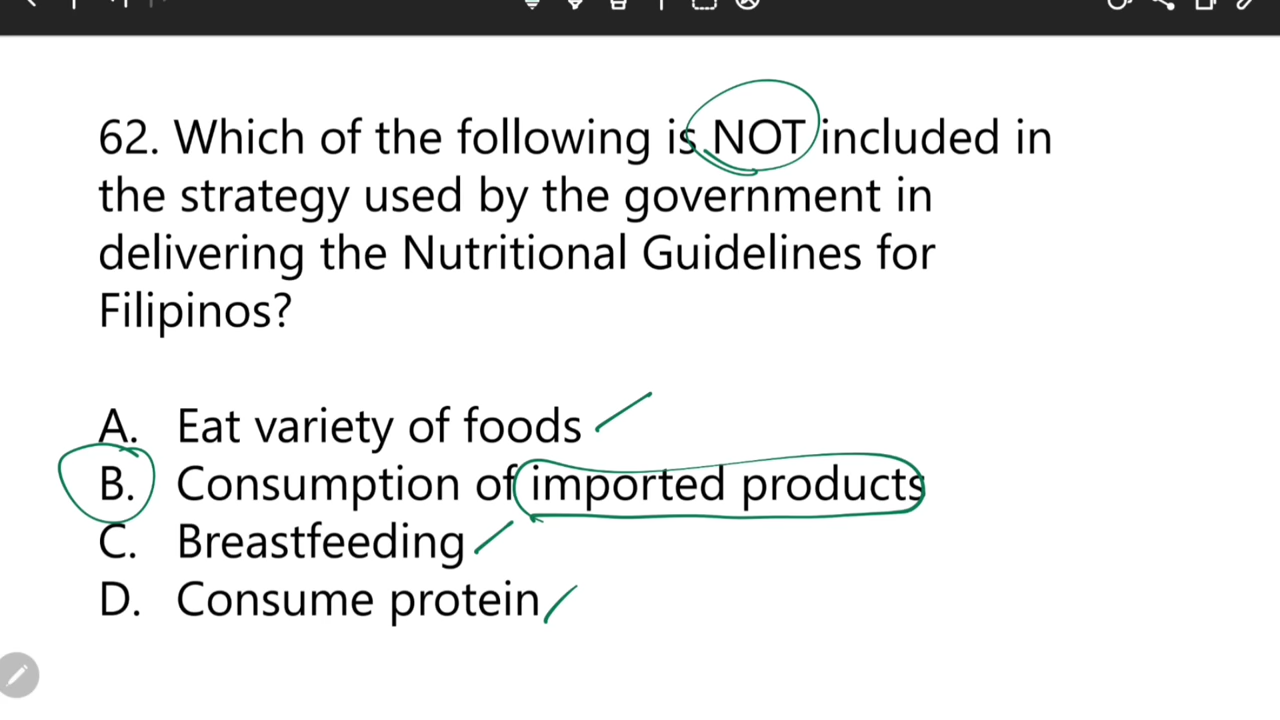 62. Which of the following is NOT included in
the strategy used by the government in
delivering the Nutritional Guidelines for
Filipinos?
A. Eat variety of foods
B. Consumption of imported products
C. Breastfeeding
D. Consume protein